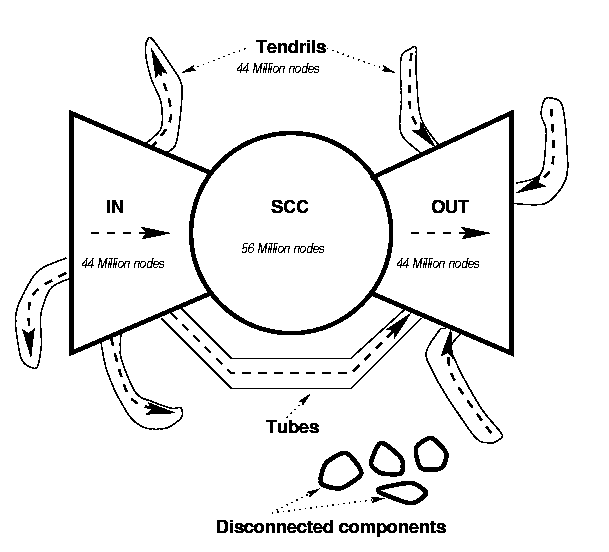 Tendrils
44 Million nodes
IN
44 Million nodes
SCC
56 Million nodes
OUT
44 Million nodes
Tubes
Disconnected components